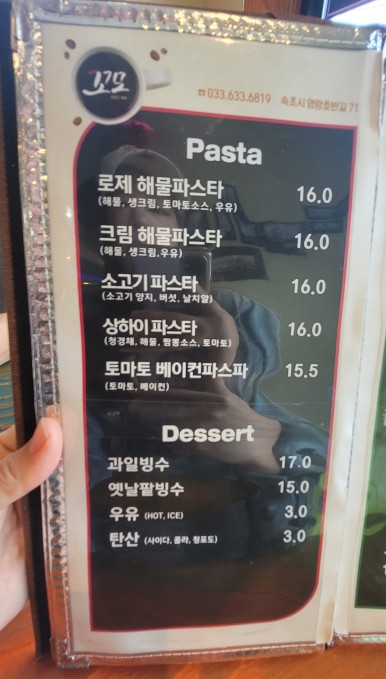 꼬모
☎033.633.6819 속초시 영랑호반길 71
Pasta
로제 해물파스타 16.0
(해물, 생크림, 토마토소스, 우유)
크림 해물파스타 16.0
(해물, 생크림,우유)
소고기 파스타 16.0
(소고기 양지, 버섯, 날치알)
상하이 파스타 16.0
(청경채, 해물, 짬뽕소스, 토마토)
토마토 베이컨파스파 15.5
(토마토, 베이컨)
Dessert
과일빙수 17.0
옛날팥빙수 15.0
우유 (HOT, ICE) 3.0
탄산 (사이다, 콜라, 청포도) 3.0